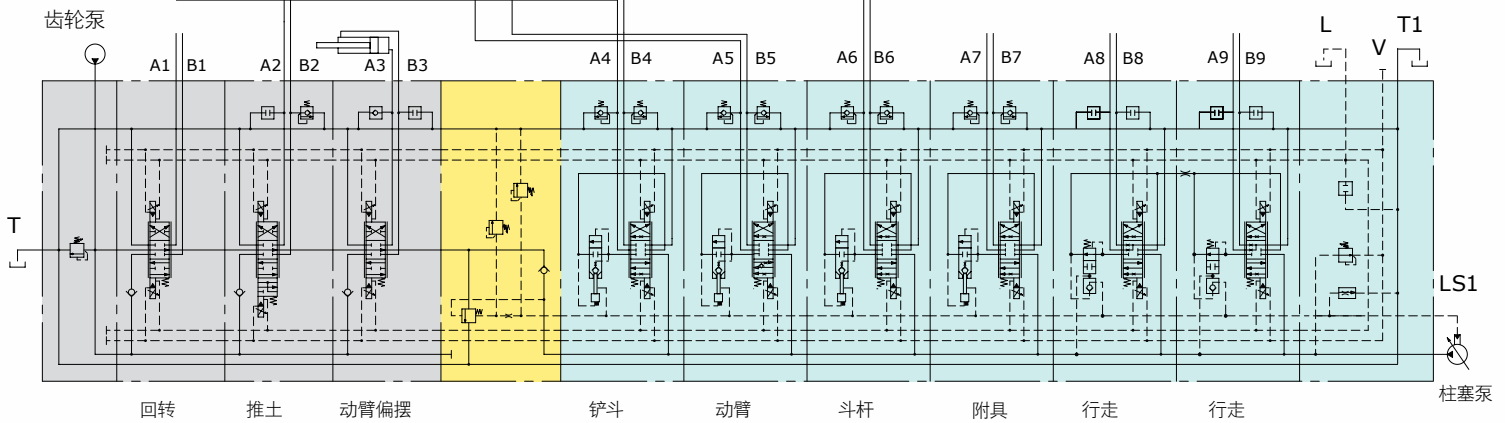 齿轮泵
L
T1
V
A1 B1
A2 B2
A3 B3
A4 B4
A5 B5
A6 B6
A7 B7
A8 B8
A9 B9
T
LS1
柱塞泵
回转
推土
动臂偏摆
铲斗
动臂
斗杆
附具
行走
行走